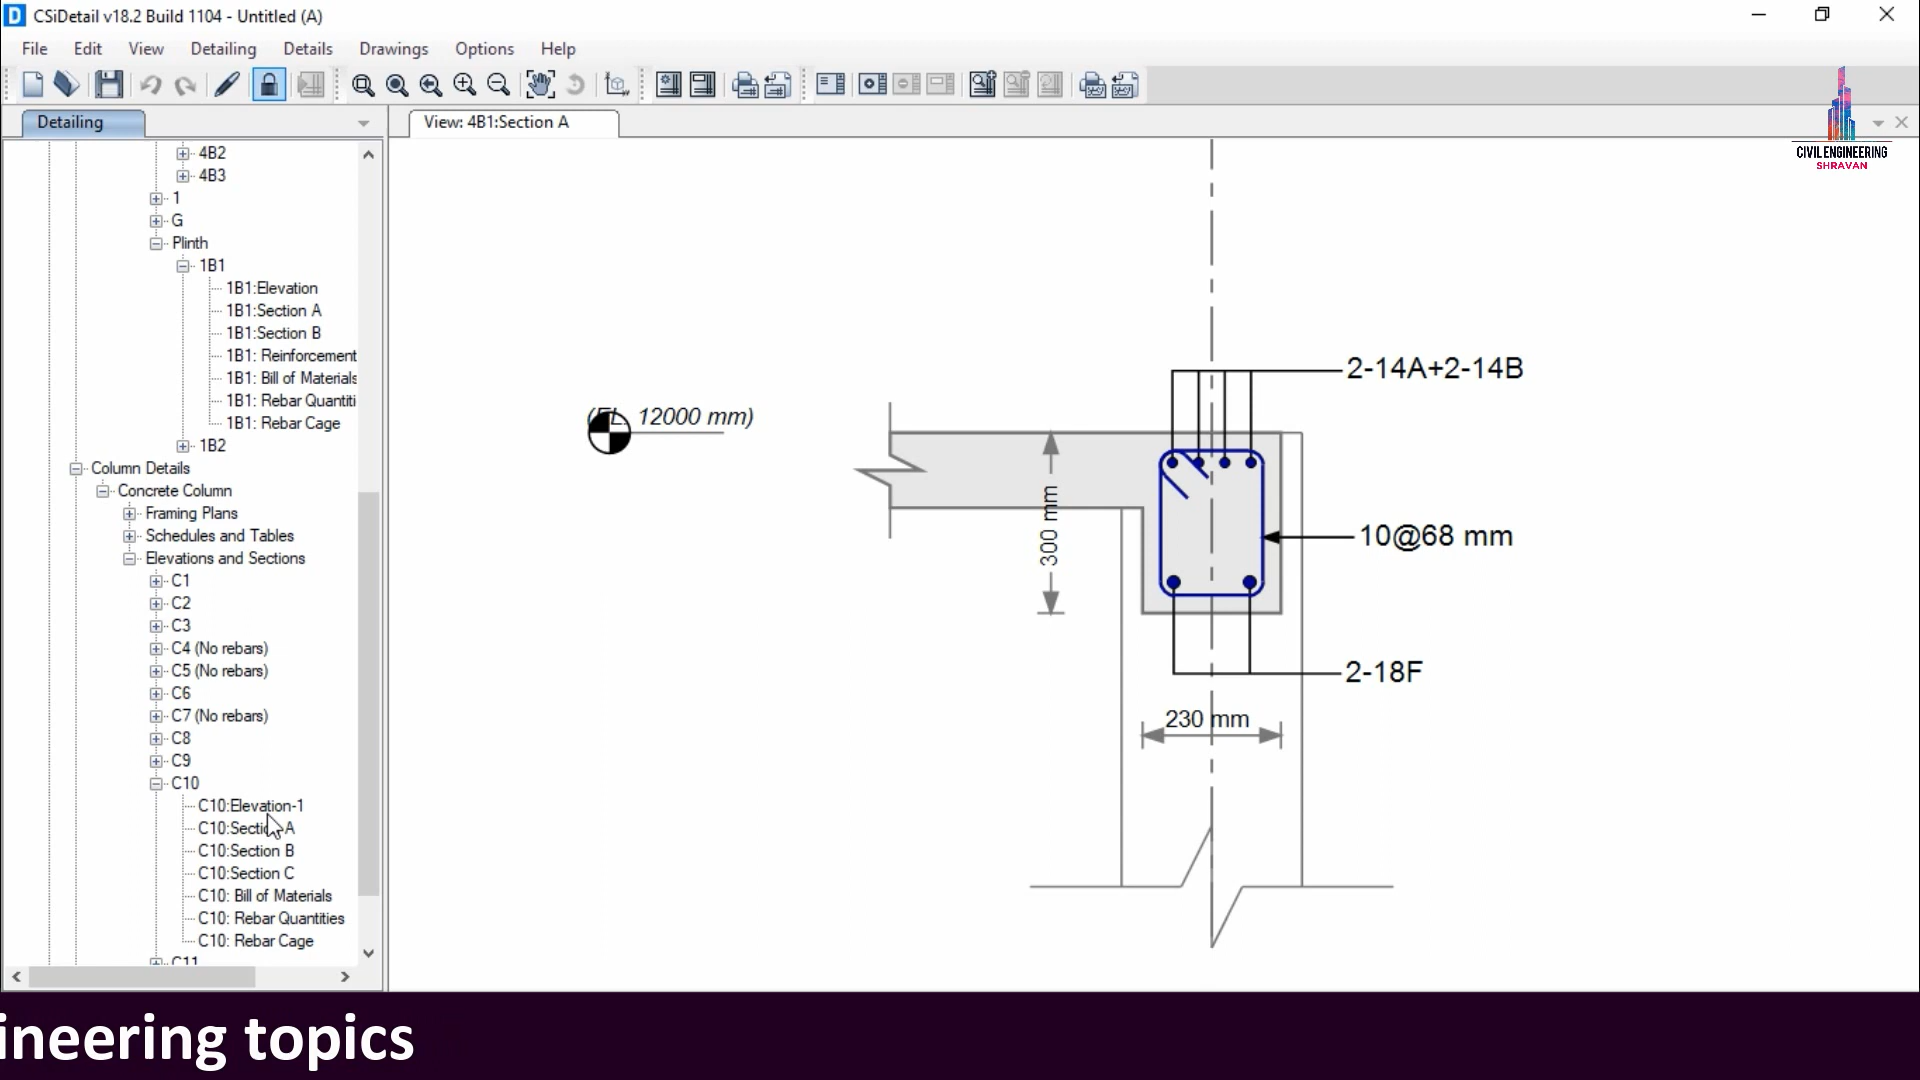 CSiDetail v18.2 Build 1104 - Untitled (A)
File Edit View Detailing Details Drawings Options Help
Detailing
View: 4B1:Section A
CIVIL ENGINEERING
SHRAVAN
4B2
4B3
1
G
Plinth
1B1
1B1:Elevation
1B1:Section A
1B1:Section B
1B1: Reinforcement
1B1: Bill of Materials
1B1: Rebar Quantiti
1B1: Rebar Cage
1B2
Column Details
Concrete Column
Framing Plans
Schedules and Tables
Elevations and Sections
C1
C2
C3
C4 (No rebars)
C5 (No rebars)
C6
C7 (No rebars)
C8
C9
C10
C10:Elevation-1
C10:Section A
C10:Section B
C10:Section C
C10: Bill of Materials
C10: Rebar Quantities
C10: Rebar Cage
C11
2-14A+2-14B
(EL. 12000 mm)
300 mm
10@68 mm
2-18F
230 mm
ineering topics